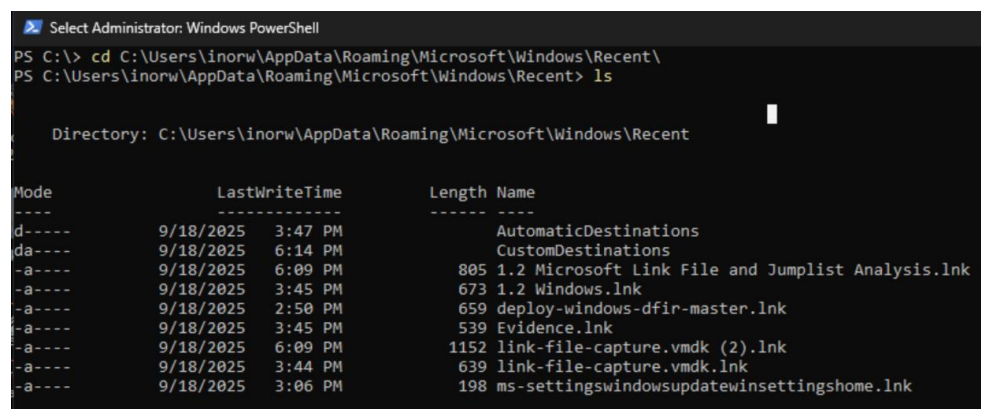 Select Administrator: Windows PowerShell
PS C:\> cd C:\Users\inorw\AppData\Roaming\Microsoft\Windows\Recent\
PS C:\Users\inorw\AppData\Roaming\Microsoft\Windows\Recent> ls
Directory: C:\Users\inorw\AppData\Roaming\Microsoft\Windows\Recent
Mode LastWriteTime Length Name
---- ------------- ------ ----
d----- 9/18/2025 3:47 PM AutomaticDestinations
da---- 9/18/2025 6:14 PM CustomDestinations
-a---- 9/18/2025 6:09 PM 805 1.2 Microsoft Link File and Jumplist Analysis.lnk
-a---- 9/18/2025 3:45 PM 673 1.2 Windows.lnk
-a---- 9/18/2025 2:50 PM 659 deploy-windows-dfir-master.lnk
-a---- 9/18/2025 3:45 PM 539 Evidence.lnk
-a---- 9/18/2025 6:09 PM 1152 link-file-capture.vmdk (2).lnk
-a---- 9/18/2025 3:44 PM 639 link-file-capture.vmdk.lnk
-a---- 9/18/2025 3:06 PM 198 ms-settingswindowsupdatewinsettingshome.lnk